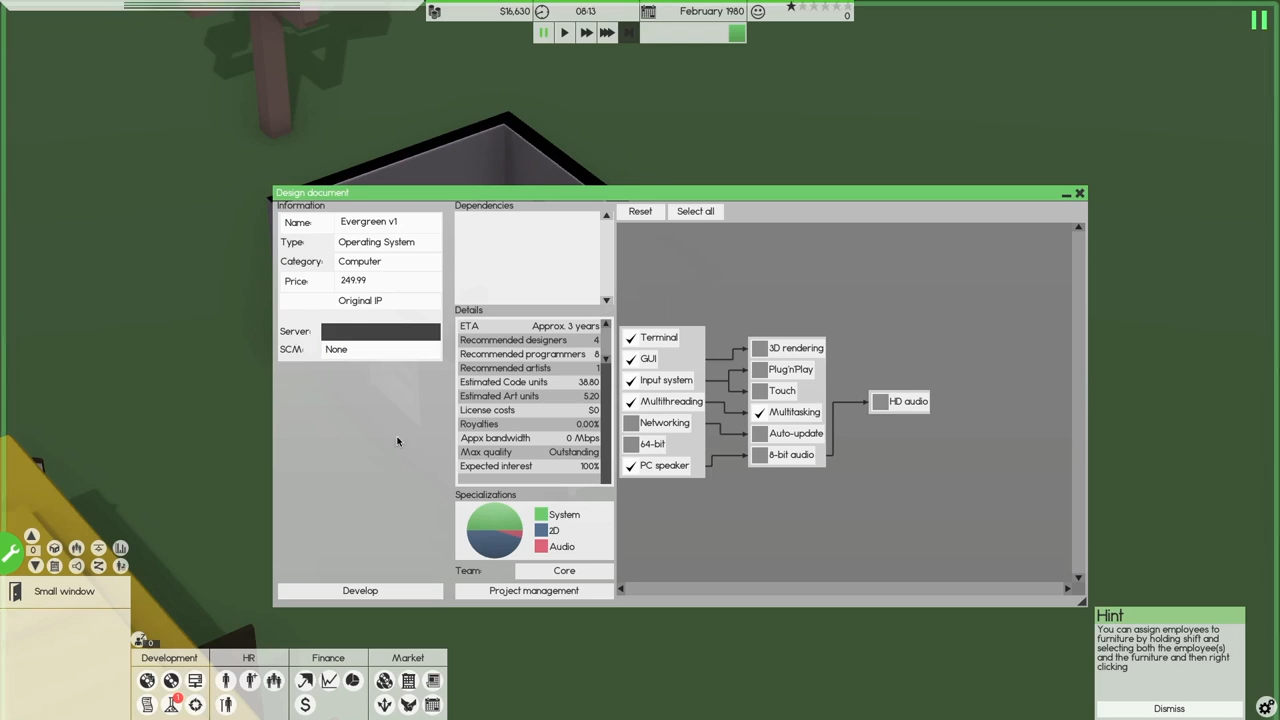 $16,630
08:13
February 1980
0
Design document
Information
Name: Evergreen v1
Type: Operating System
Category: Computer
Price: 249.99
Original IP
Server:
SCM: None
Develop
Dependencies
Details
ETA Approx. 3 years
Recommended designers 4
Recommended programmers 8
Recommended artists 1
Estimated Code units 38.80
Estimated Art units 5.20
License costs $0
Royalties 0.00%
Appx bandwidth 0 Mbps
Max quality Outstanding
Expected interest 100%
Specializations
System
2D
Audio
Team: Core
Project management
Reset Select all
Terminal
GUI
Input system
Multithreading
Networking
64-bit
PC speaker
3D rendering
Plug'n'Play
Touch
Multitasking
Auto-update
8-bit audio
HD audio
0
Small window
0
Development HR Finance Market
1
Hint
You can assign employees to
furniture by holding shift and
selecting both the employee(s)
and the furniture and then right
clicking
Dismiss